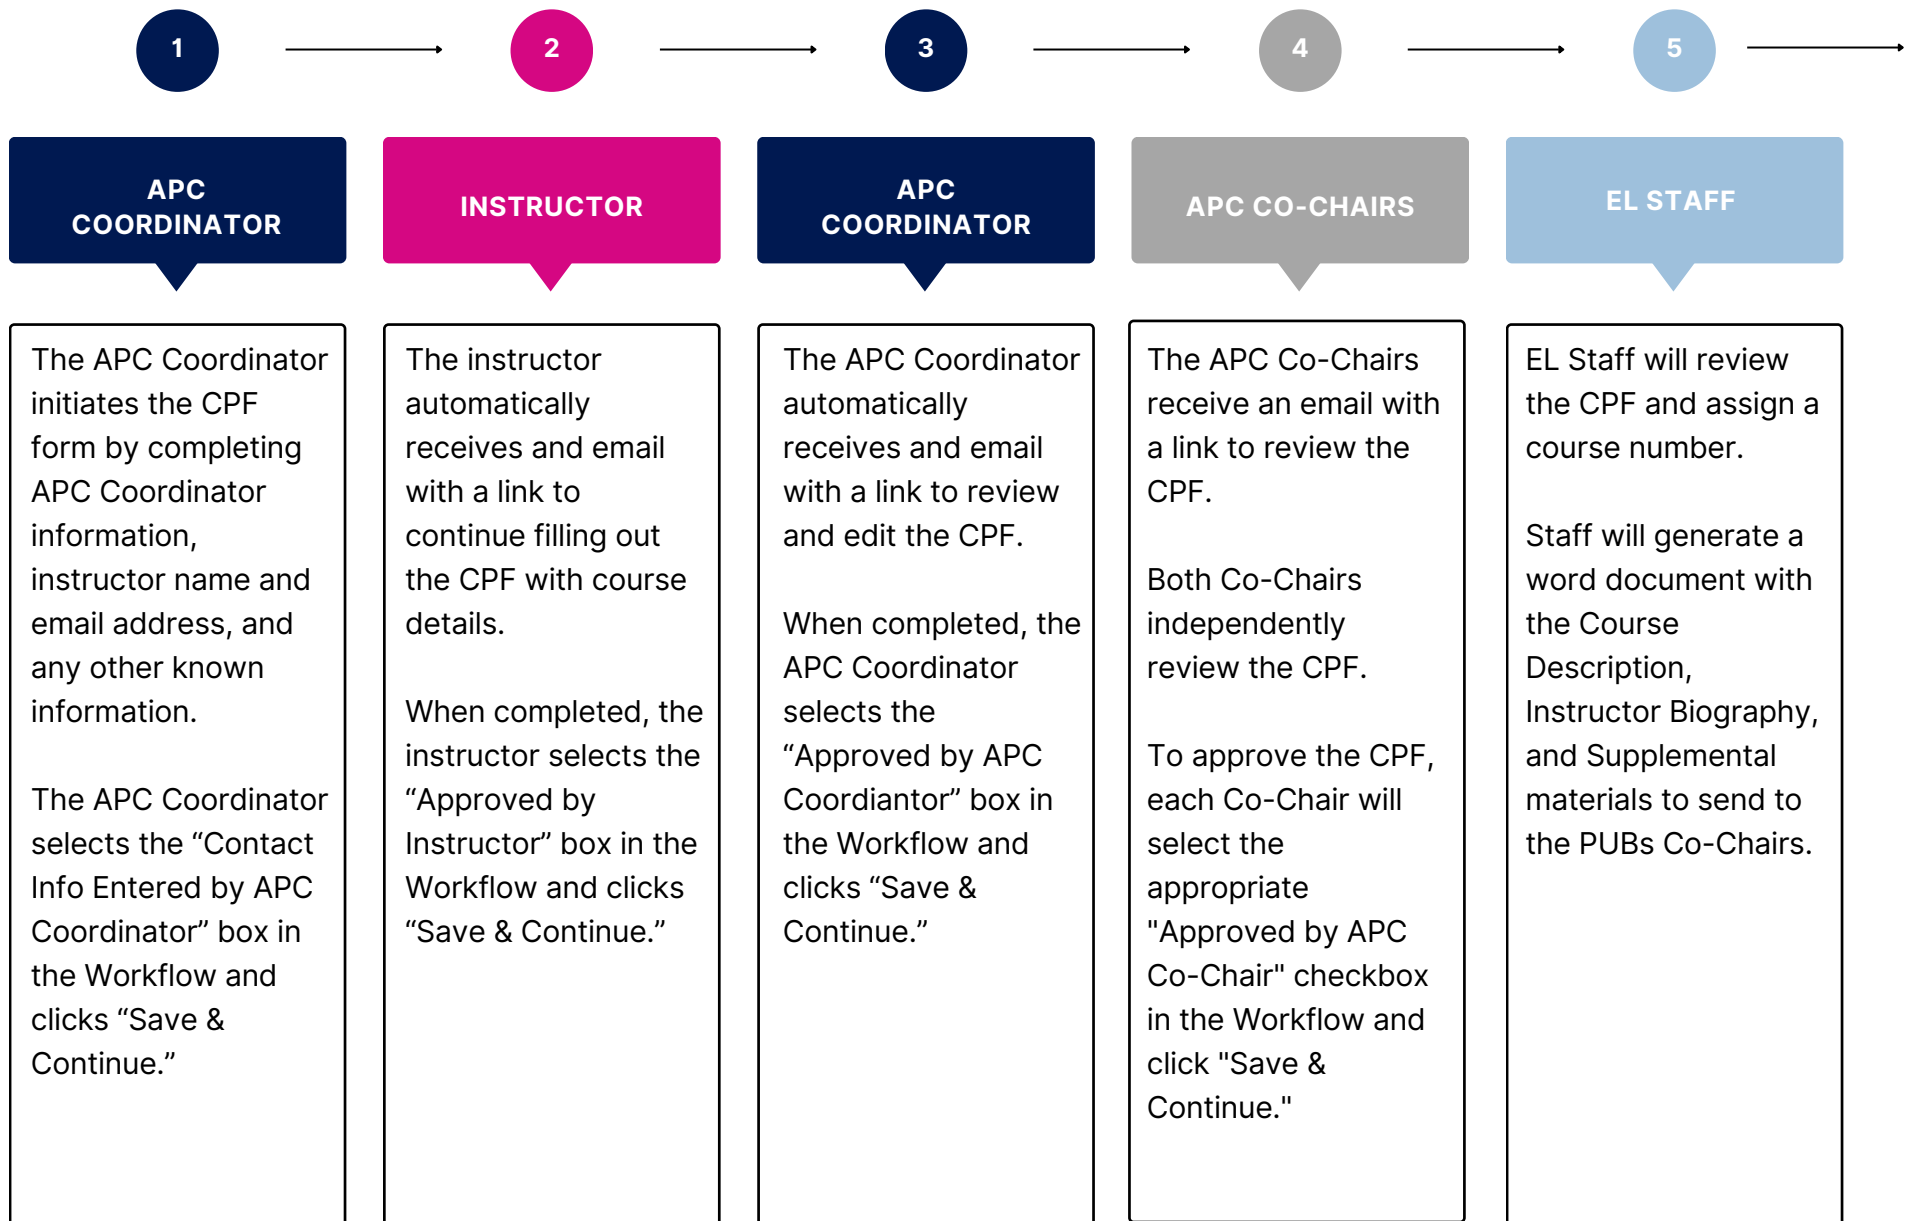 1
2
3
4
5
APC
COORDINATOR
INSTRUCTOR
APC
COORDINATOR
APC CO-CHAIRS
EL STAFF
The APC Coordinator
initiates the CPF
form by completing
APC Coordinator
information,
instructor name and
email address, and
any other known
information.
The APC Coordinator
selects the “Contact
Info Entered by APC
Coordinator” box in
the Workflow and
clicks “Save &
Continue.”
The instructor
automatically
receives and email
with a link to
continue filling out
the CPF with course
details.
When completed, the
instructor selects the
“Approved by
Instructor” box in the
Workflow and clicks
“Save & Continue.”
The APC Coordinator
automatically
receives and email
with a link to review
and edit the CPF.
When completed, the
APC Coordinator
selects the
“Approved by APC
Coordiantor” box in
the Workflow and
clicks “Save &
Continue.”
The APC Co-Chairs
receive an email with
a link to review the
CPF.
Both Co-Chairs
independently
review the CPF.
To approve the CPF,
each Co-Chair will
select the
appropriate
"Approved by APC
Co-Chair" checkbox
in the Workflow and
click "Save &
Continue."
EL Staff will review
the CPF and assign a
course number.
Staff will generate a
word document with
the Course
Description,
Instructor Biography,
and Supplemental
materials to send to
the PUBs Co-Chairs.